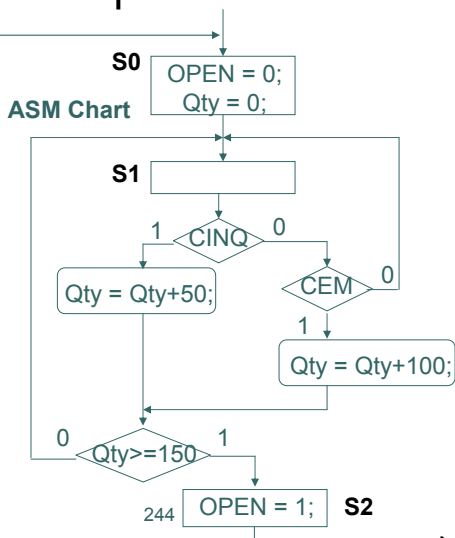 S0
OPEN = 0;
Qty = 0;
ASM Chart
S1
1 CINQ 0
Qty = Qty+50;
CEM 0
1
Qty = Qty+100;
0 Qty>=150 1
244 OPEN = 1; S2